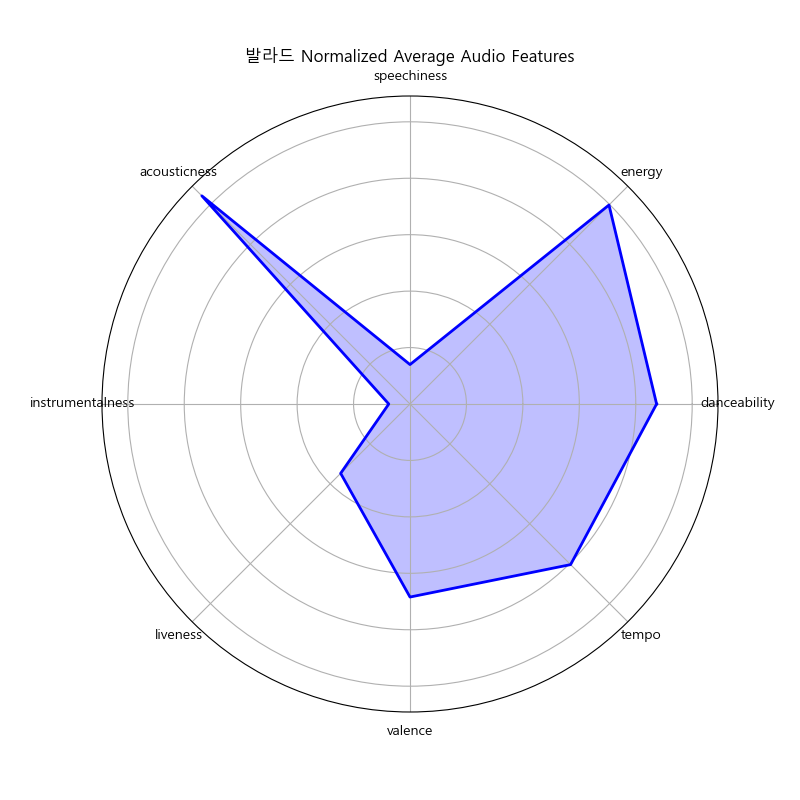 발라드 Normalized Average Audio Features
speechiness
acousticness
energy
instrumentalness
danceability
liveness
tempo
valence